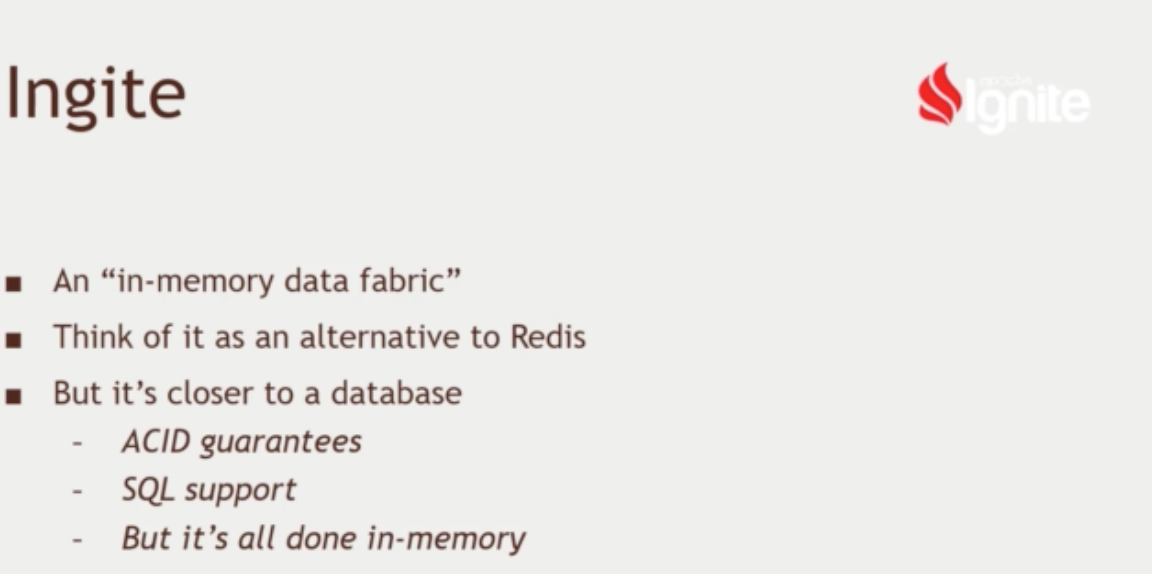 Ingite
Ignite
■ An “in-memory data fabric”
■ Think of it as an alternative to Redis
■ But it’s closer to a database
- ACID guarantees
- SQL support
- But it’s all done in-memory